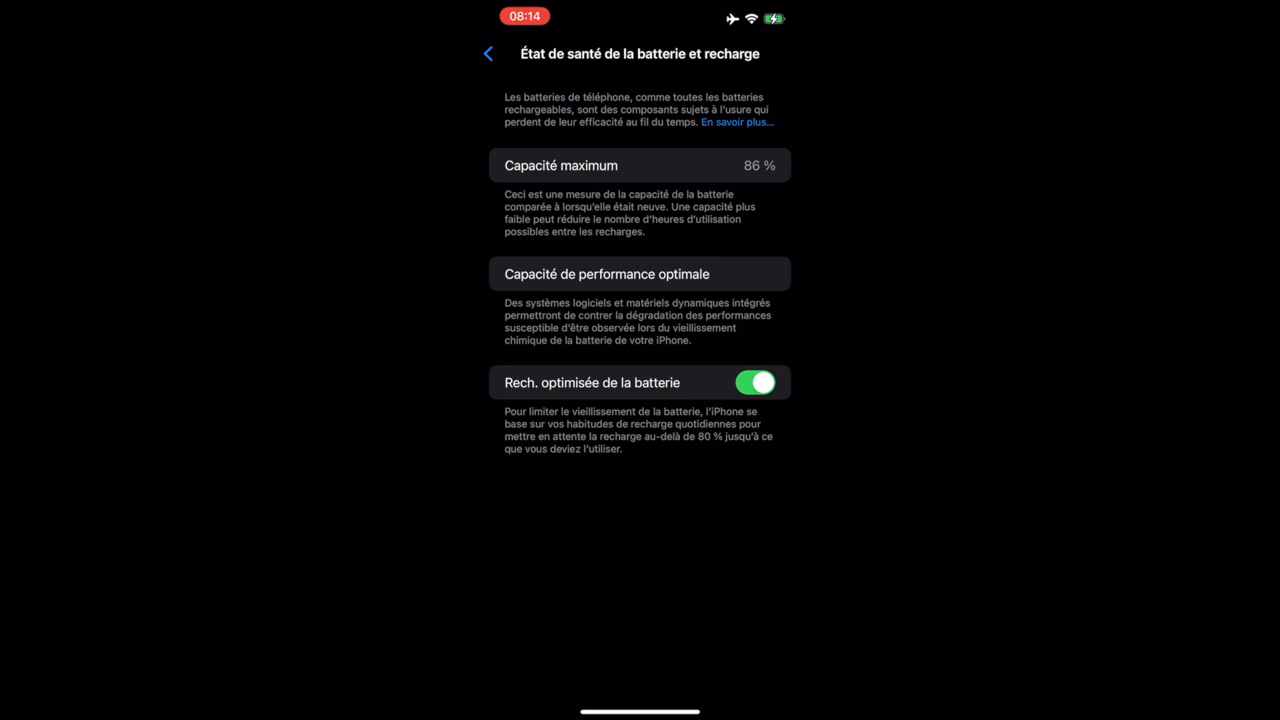 08:14
État de santé de la batterie et recharge
Les batteries de téléphone, comme toutes les batteries
rechargeables, sont des composants sujets à l'usure qui
perdent de leur efficacité au fil du temps. En savoir plus...
Capacité maximum 86 %
Ceci est une mesure de la capacité de la batterie
comparée à lorsqu'elle était neuve. Une capacité plus
faible peut réduire le nombre d'heures d'utilisation
possibles entre les recharges.
Capacité de performance optimale
Des systèmes logiciels et matériels dynamiques intégrés
permettront de contrer la dégradation des performances
susceptible d'être observée lors du vieillissement
chimique de la batterie de votre iPhone.
Rech. optimisée de la batterie
Pour limiter le vieillissement de la batterie, l'iPhone se
base sur vos habitudes de recharge quotidiennes pour
mettre en attente la recharge au-delà de 80 % jusqu'à ce
que vous deviez l'utiliser.